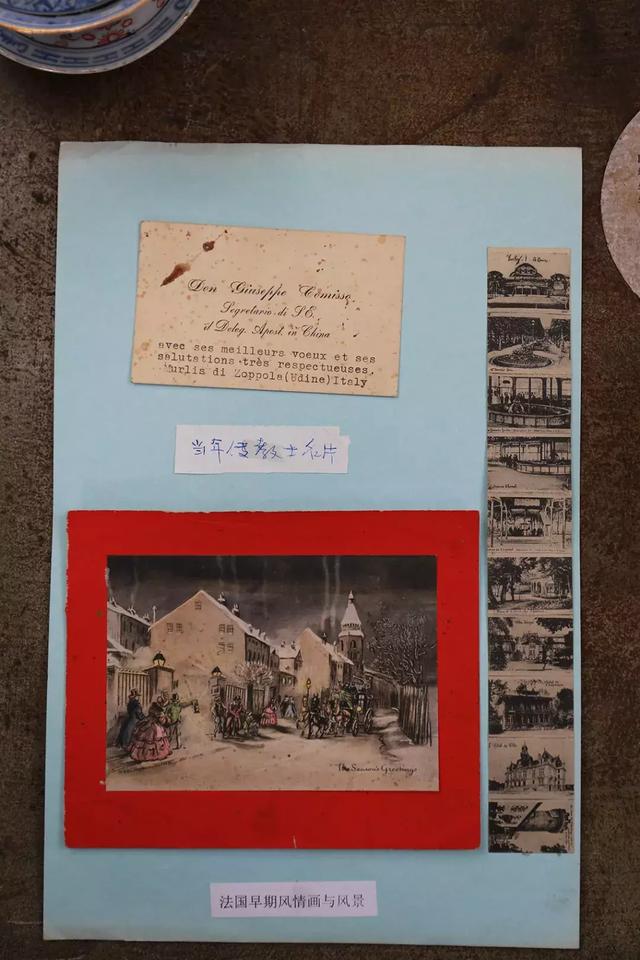 Don Giuseppe Comisso
Segretario di S.E.
il Deleg. Apost. in China
avec ses meilleurs voeux et ses
salutations très respectueuses.
Murlis di Zoppola(Udine)Italy
当年传教士名片
The Season's Greetings
法国早期风情画与风景